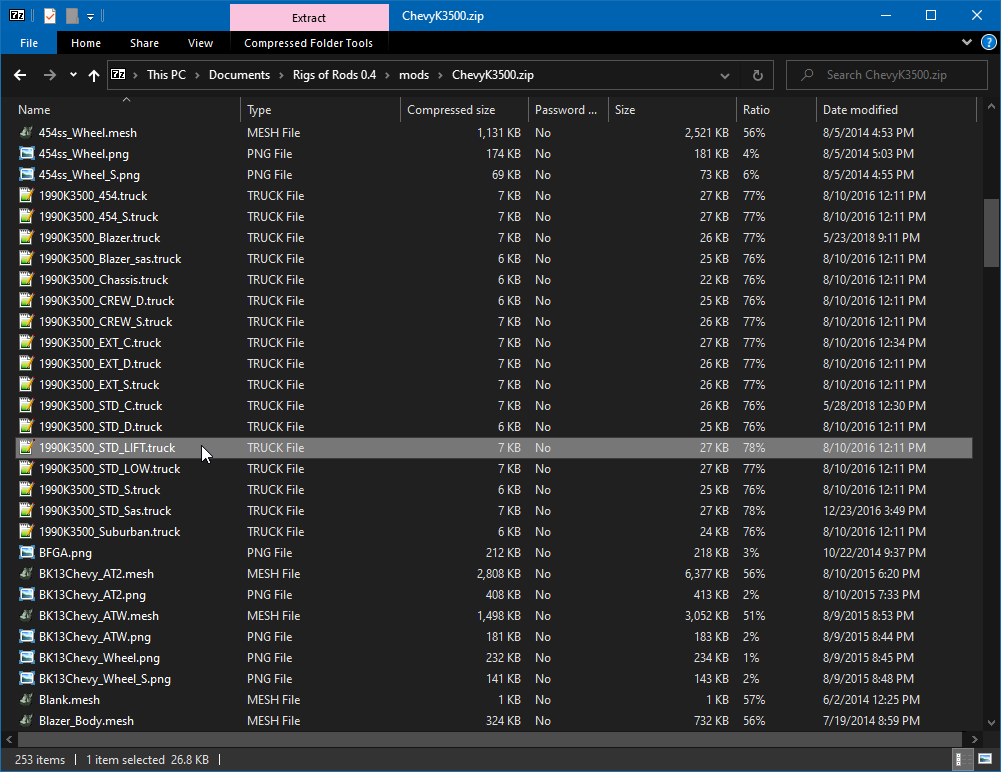 Extract ChevyK3500.zip
File Home Share View Compressed Folder Tools
This PC Documents Rigs of Rods 0.4 mods ChevyK3500.zip Search ChevyK3500.zip
Name Type Compressed size Password ... Size Ratio Date modified
454ss_Wheel.mesh MESH File 1,131 KB No 2,521 KB 56% 8/5/2014 4:53 PM
454ss_Wheel.png PNG File 174 KB No 181 KB 4% 8/5/2014 5:03 PM
454ss_Wheel_S.png PNG File 69 KB No 73 KB 6% 8/5/2014 4:55 PM
1990K3500_454.truck TRUCK File 7 KB No 27 KB 77% 8/10/2016 12:11 PM
1990K3500_454_S.truck TRUCK File 7 KB No 27 KB 77% 8/10/2016 12:11 PM
1990K3500_Blazer.truck TRUCK File 7 KB No 26 KB 77% 5/23/2018 9:11 PM
1990K3500_Blazer_sas.truck TRUCK File 6 KB No 25 KB 76% 8/10/2016 12:11 PM
1990K3500_Chassis.truck TRUCK File 6 KB No 22 KB 76% 8/10/2016 12:11 PM
1990K3500_CREW_D.truck TRUCK File 6 KB No 25 KB 76% 8/10/2016 12:11 PM
1990K3500_CREW_S.truck TRUCK File 6 KB No 26 KB 77% 8/10/2016 12:11 PM
1990K3500_EXT_C.truck TRUCK File 7 KB No 27 KB 77% 8/10/2016 12:34 PM
1990K3500_EXT_D.truck TRUCK File 7 KB No 26 KB 77% 8/10/2016 12:11 PM
1990K3500_EXT_S.truck TRUCK File 7 KB No 26 KB 77% 8/10/2016 12:11 PM
1990K3500_STD_C.truck TRUCK File 7 KB No 26 KB 76% 5/28/2018 12:30 PM
1990K3500_STD_D.truck TRUCK File 7 KB No 25 KB 76% 8/10/2016 12:11 PM
1990K3500_STD_LIFT.truck TRUCK File 7 KB No 27 KB 78% 8/10/2016 12:11 PM
1990K3500_STD_LOW.truck TRUCK File 7 KB No 27 KB 77% 8/10/2016 12:11 PM
1990K3500_STD_S.truck TRUCK File 6 KB No 25 KB 76% 8/10/2016 12:11 PM
1990K3500_STD_Sas.truck TRUCK File 7 KB No 27 KB 78% 12/23/2016 3:49 PM
1990K3500_Suburban.truck TRUCK File 6 KB No 24 KB 76% 8/10/2016 12:11 PM
BFGA.png PNG File 212 KB No 218 KB 3% 10/22/2014 9:37 PM
BK13Chevy_AT2.mesh MESH File 2,808 KB No 6,377 KB 56% 8/10/2015 6:20 PM
BK13Chevy_AT2.png PNG File 408 KB No 413 KB 2% 8/10/2015 7:33 PM
BK13Chevy_ATW.mesh MESH File 1,498 KB No 3,052 KB 51% 8/9/2015 8:53 PM
BK13Chevy_ATW.png PNG File 181 KB No 183 KB 2% 8/9/2015 8:44 PM
BK13Chevy_Wheel.png PNG File 232 KB No 234 KB 1% 8/9/2015 8:45 PM
BK13Chevy_Wheel_S.png PNG File 141 KB No 143 KB 2% 8/9/2015 8:48 PM
Blank.mesh MESH File 1 KB No 1 KB 57% 6/2/2014 12:25 PM
Blazer_Body.mesh MESH File 324 KB No 732 KB 56% 7/19/2014 8:59 PM
253 items 1 item selected 26.8 KB